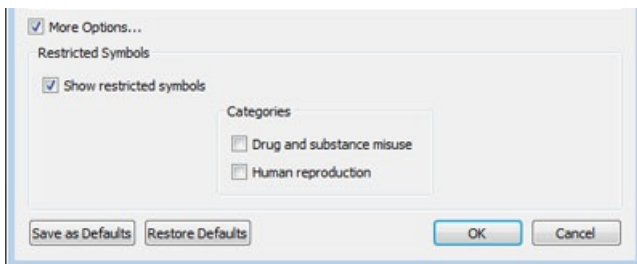 More Options...
Restricted Symbols
Show restricted symbols
Categories
Drug and substance misuse
Human reproduction
Save as Defaults Restore Defaults OK Cancel